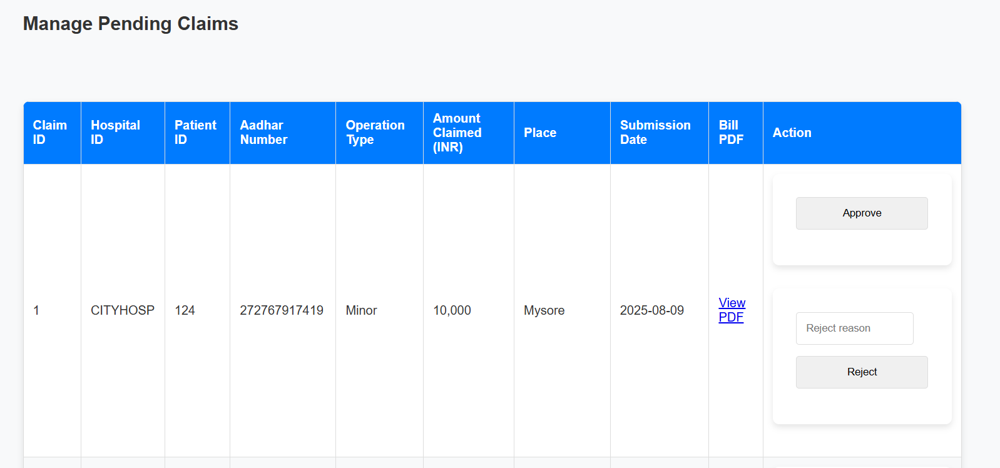 Manage Pending Claims
Claim ID
Hospital ID
Patient ID
Aadhar Number
Operation Type
Amount Claimed (INR)
Place
Submission Date
Bill PDF
Action
1
CITYHOSP
124
272767917419
Minor
10,000
Mysore
2025-08-09
View PDF
Approve
Reject reason
Reject